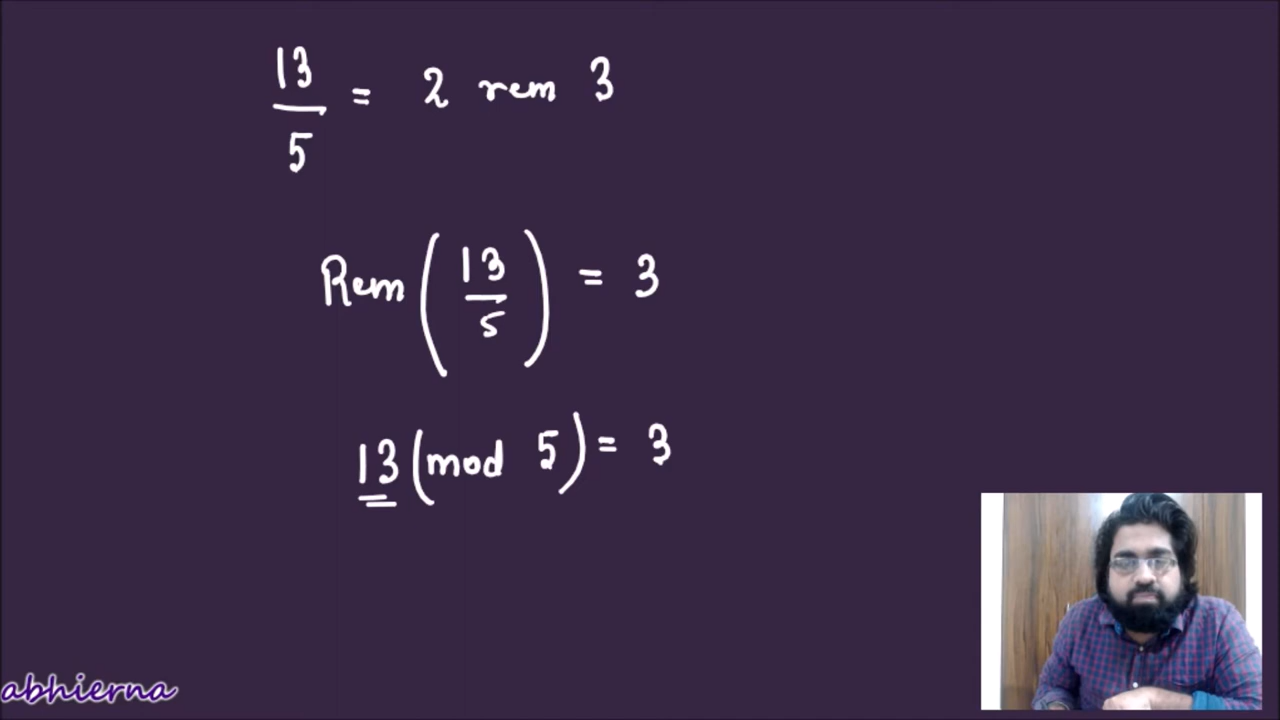 13/5 = 2 rem 3
Rem(13/5) = 3
13(mod 5) = 3
abhierna